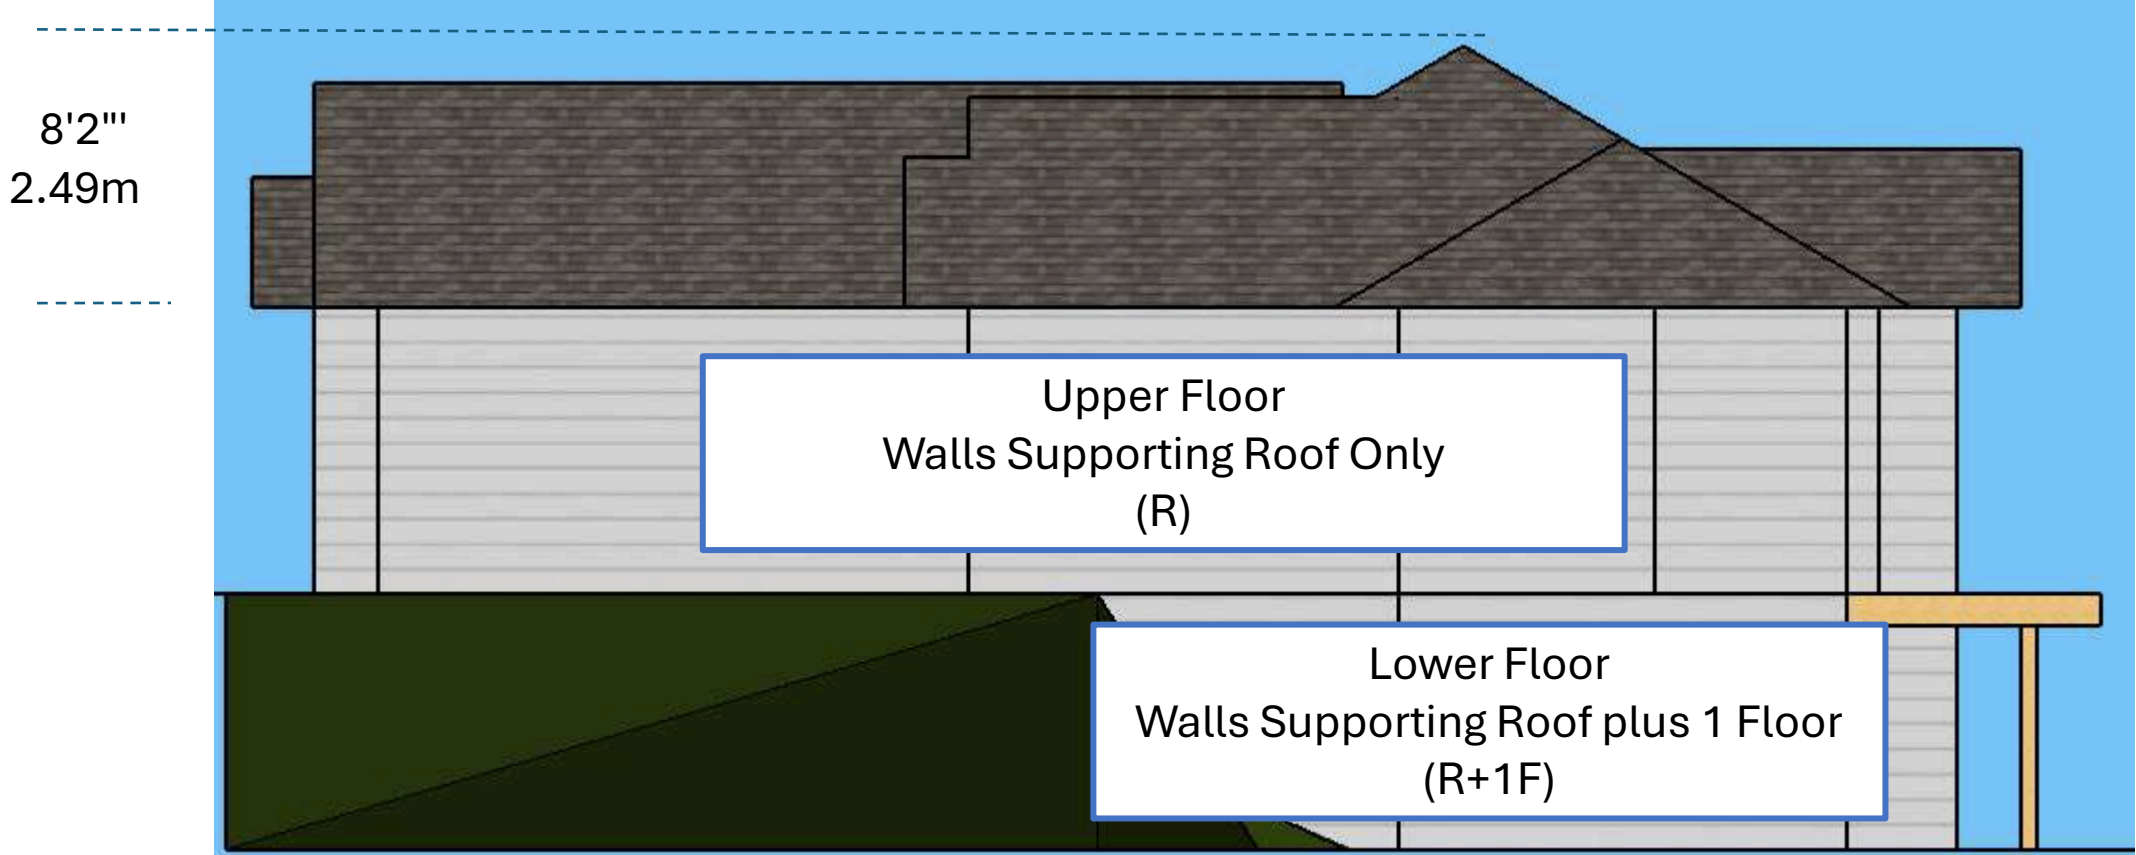 8'2"'
2.49m
Upper Floor
Walls Supporting Roof Only
(R)
Lower Floor
Walls Supporting Roof plus 1 Floor
(R+1F)